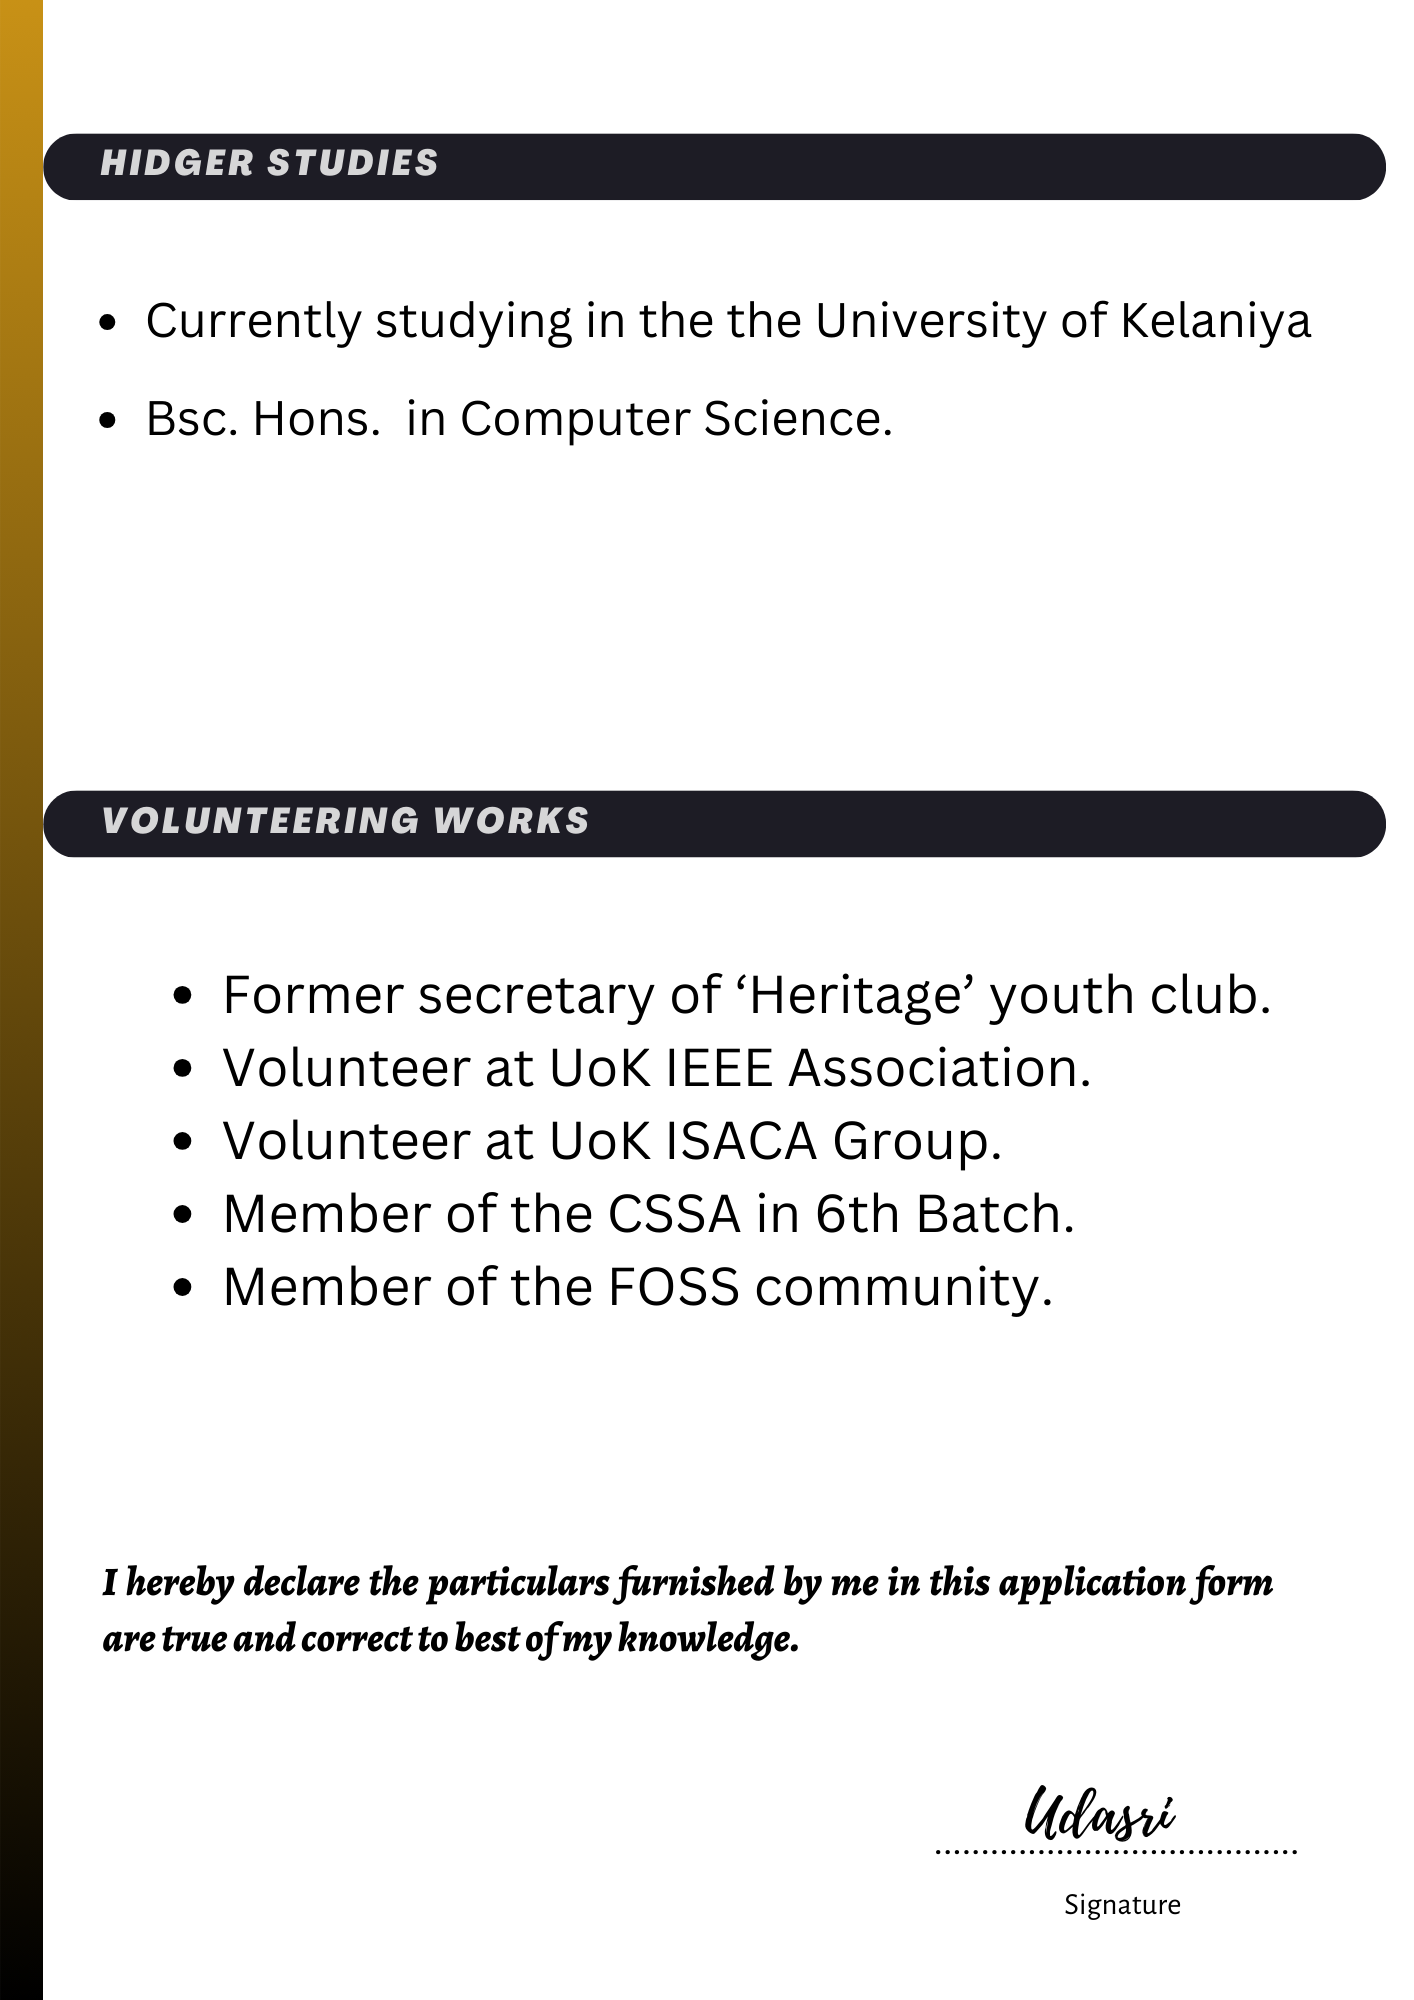 HIDGER STUDIES
• Currently studying in the the University of Kelaniya
• Bsc. Hons.  in Computer Science.
VOLUNTEERING WORKS
• Former secretary of ‘Heritage’ youth club.
• Volunteer at UoK IEEE Association.
• Volunteer at UoK ISACA Group.
• Member of the CSSA in 6th Batch.
• Member of the FOSS community.
I hereby declare the particulars furnished by me in this application form
are true and correct to best of my knowledge.
Udasri
........................................
Signature